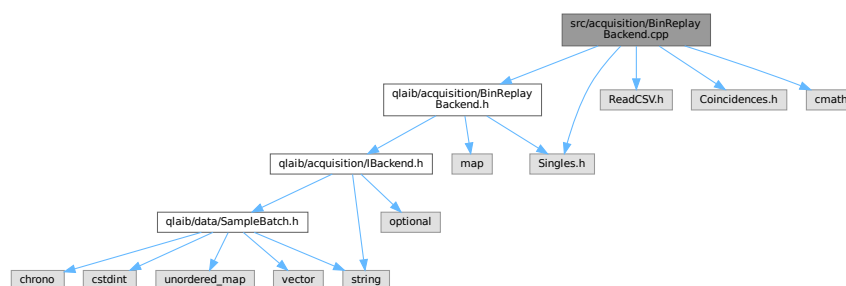 src/acquisition/BinReplay
Backend.cpp
qlaib/acquisition/BinReplay
Backend.h
ReadCSV.h
Coincidences.h
cmath
qlaib/acquisition/IBackend.h
map
Singles.h
qlaib/data/SampleBatch.h
optional
chrono
cstdint
unordered_map
vector
string